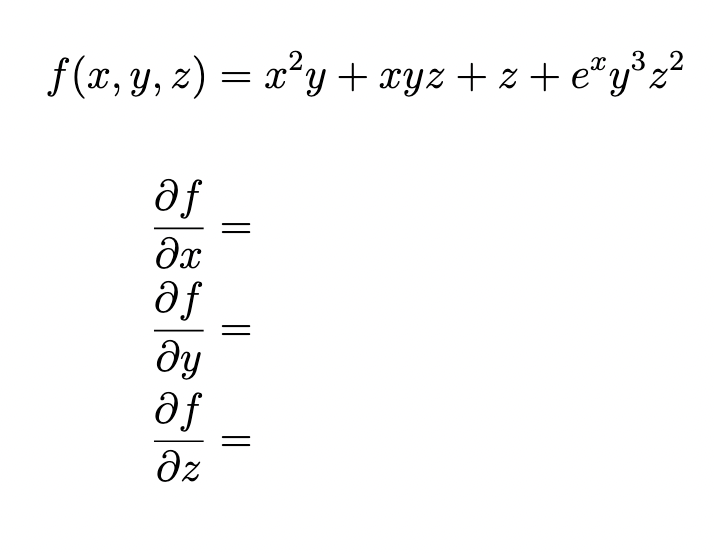 f(x, y, z) = x²y + xyz + z + eˣy³z²
∂f/∂x =
∂f/∂y =
∂f/∂z =